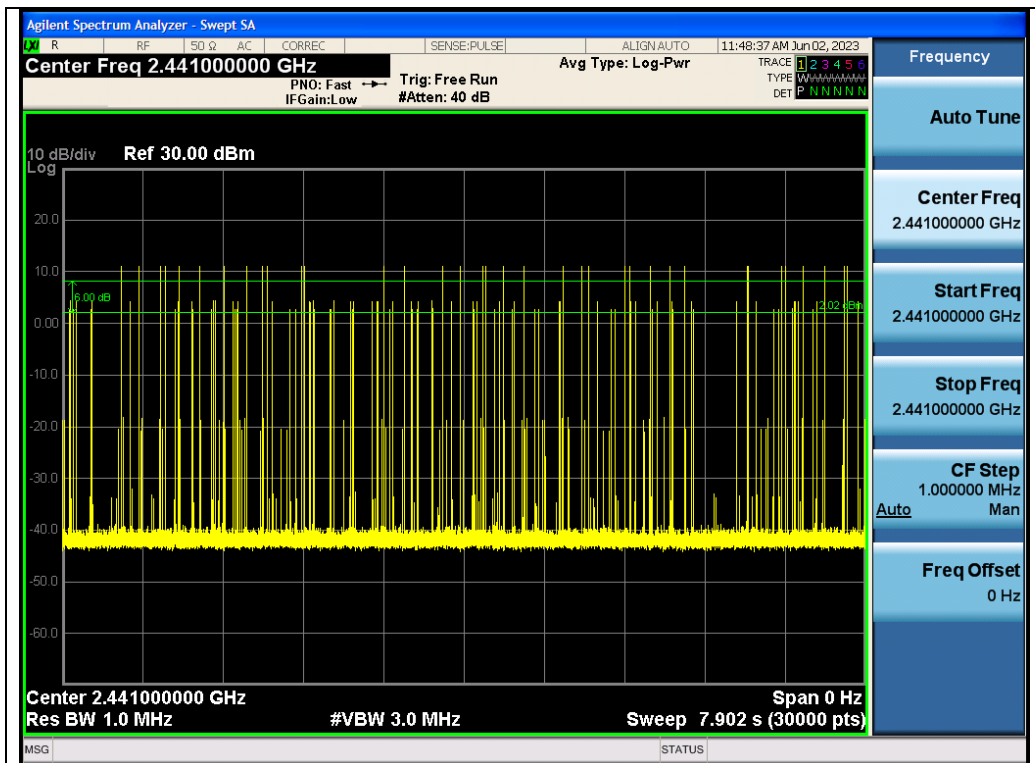 Agilent Spectrum Analyzer - Swept SA
LXI R RF 50 Ω AC CORREC SENSE:PULSE ALIGN AUTO 11:48:37 AM Jun 02, 2023
Center Freq 2.441000000 GHz
PNO: Fast
IFGain:Low
Trig: Free Run
#Atten: 40 dB
Avg Type: Log-Pwr
TRACE 1 2 3 4 5 6
TYPE
DET P N N N N N
10 dB/div Ref 30.00 dBm
Log
20.0
10.0
0.00
-10.0
-20.0
-30.0
-40.0
-50.0
-60.0
6.00 dB
2.02 dBm
Center 2.441000000 GHz Span 0 Hz
Res BW 1.0 MHz #VBW 3.0 MHz Sweep 7.902 s (30000 pts)
MSG STATUS
Frequency
Auto Tune
Center Freq
2.441000000 GHz
Start Freq
2.441000000 GHz
Stop Freq
2.441000000 GHz
CF Step
1.000000 MHz
Auto Man
Freq Offset
0 Hz